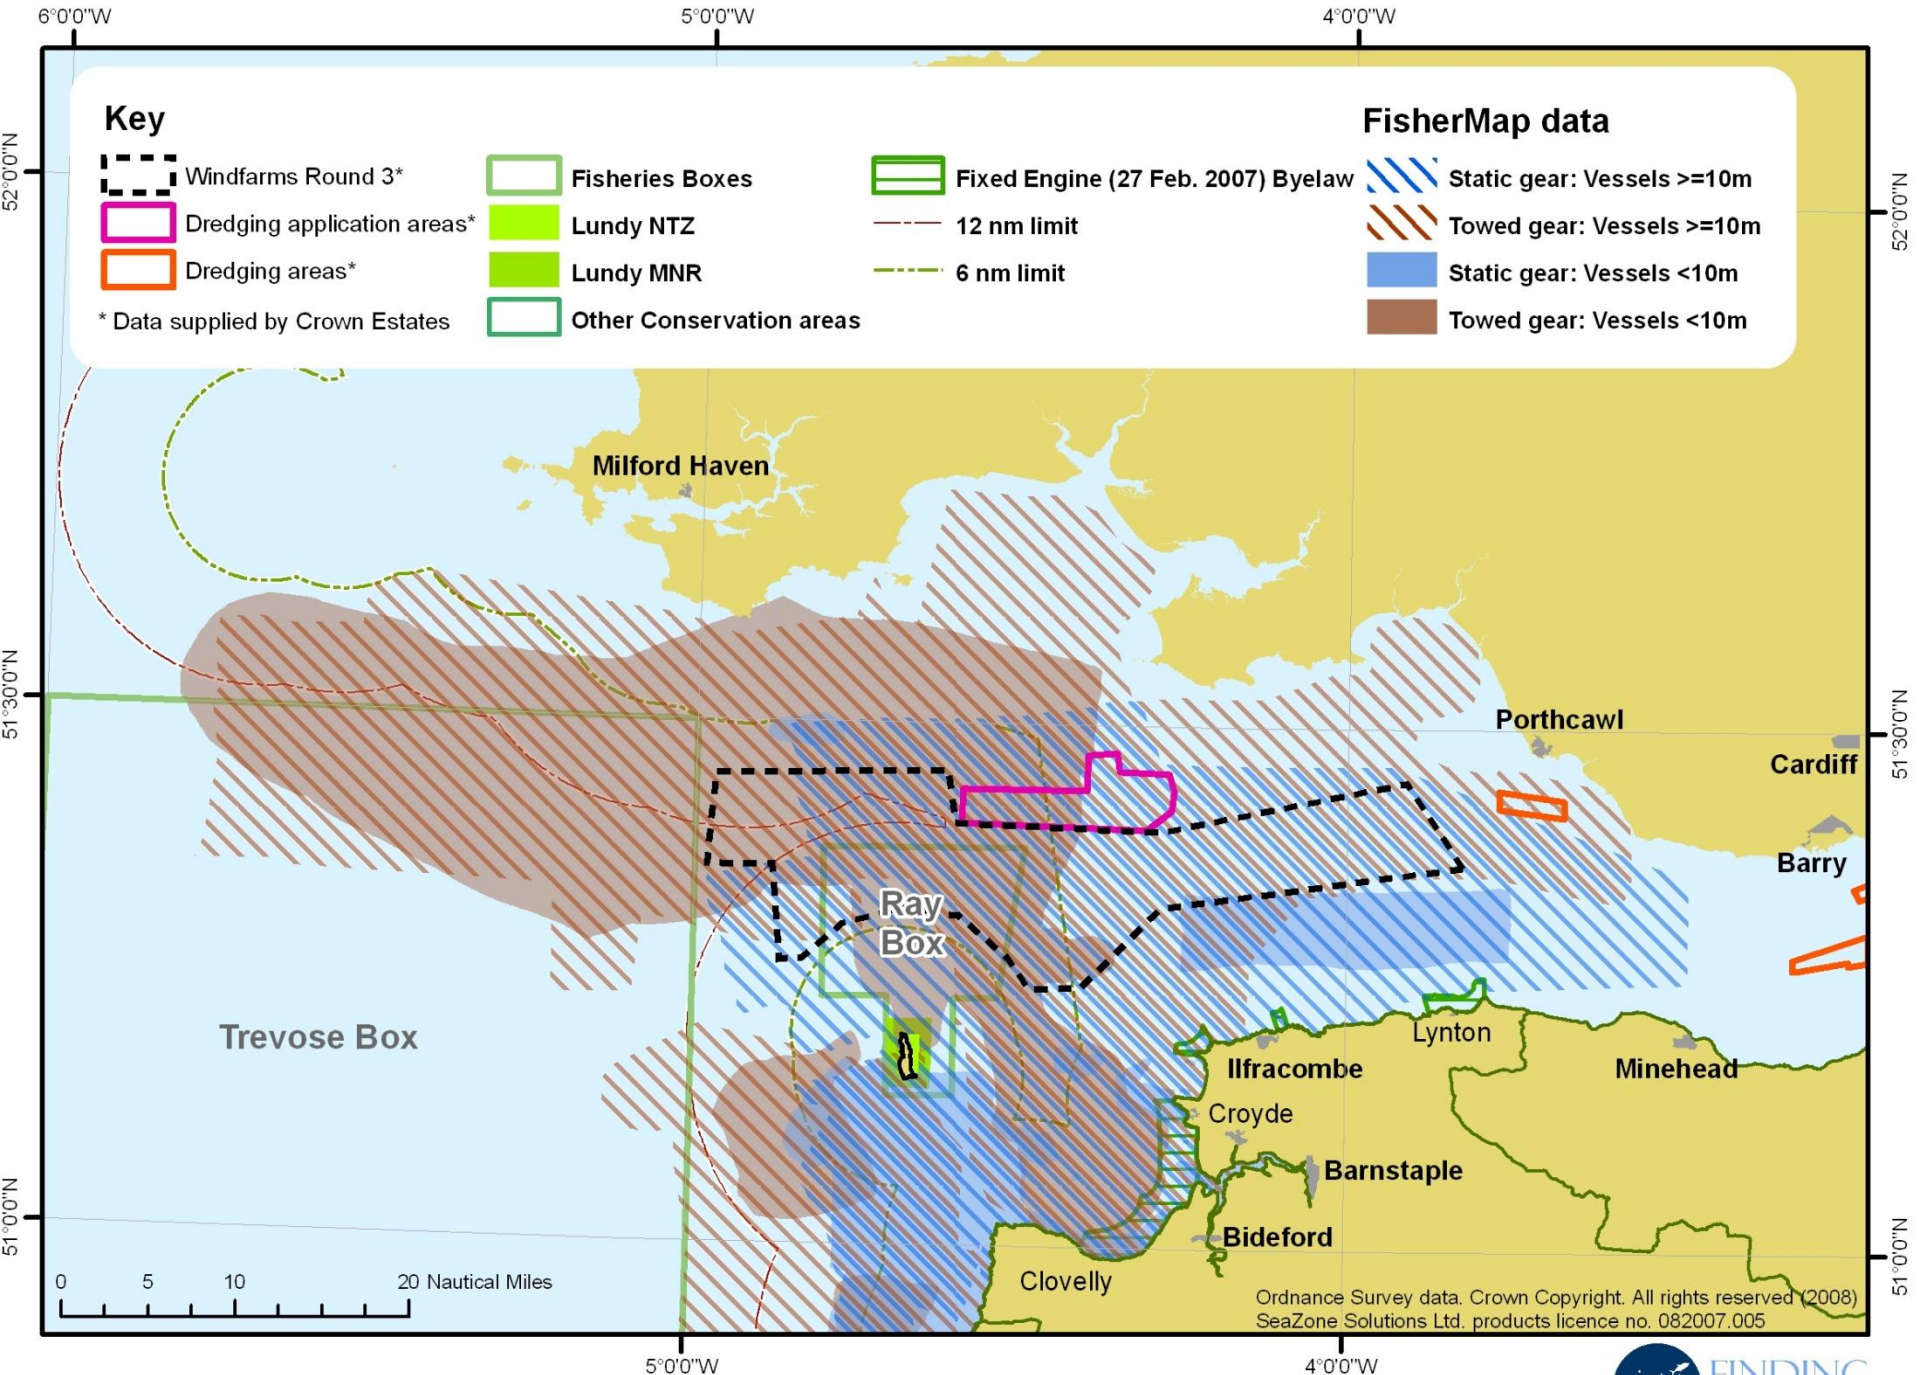 6°0'0"W
5°0'0"W
4°0'0"W
Key
Windfarms Round 3*
Dredging application areas*
Dredging areas*
* Data supplied by Crown Estates
Fisheries Boxes
Lundy NTZ
Lundy MNR
Other Conservation areas
Fixed Engine (27 Feb. 2007) Byelaw
12 nm limit
6 nm limit
FisherMap data
Static gear: Vessels >=10m
Towed gear: Vessels >=10m
Static gear: Vessels <10m
Towed gear: Vessels <10m
52°0'0"N
52°0'0"N
Milford Haven
51°30'0"N
51°30'0"N
Porthcawl
Cardiff
Barry
Ray
Box
Trevose Box
Lynton
Ilfracombe
Minehead
Croyde
Barnstaple
Bideford
Clovelly
51°0'0"N
51°0'0"N
0 5 10 20 Nautical Miles
Ordnance Survey data. Crown Copyright. All rights reserved (2008)
SeaZone Solutions Ltd. products licence no. 082007.005
5°0'0"W
4°0'0"W
FINDING